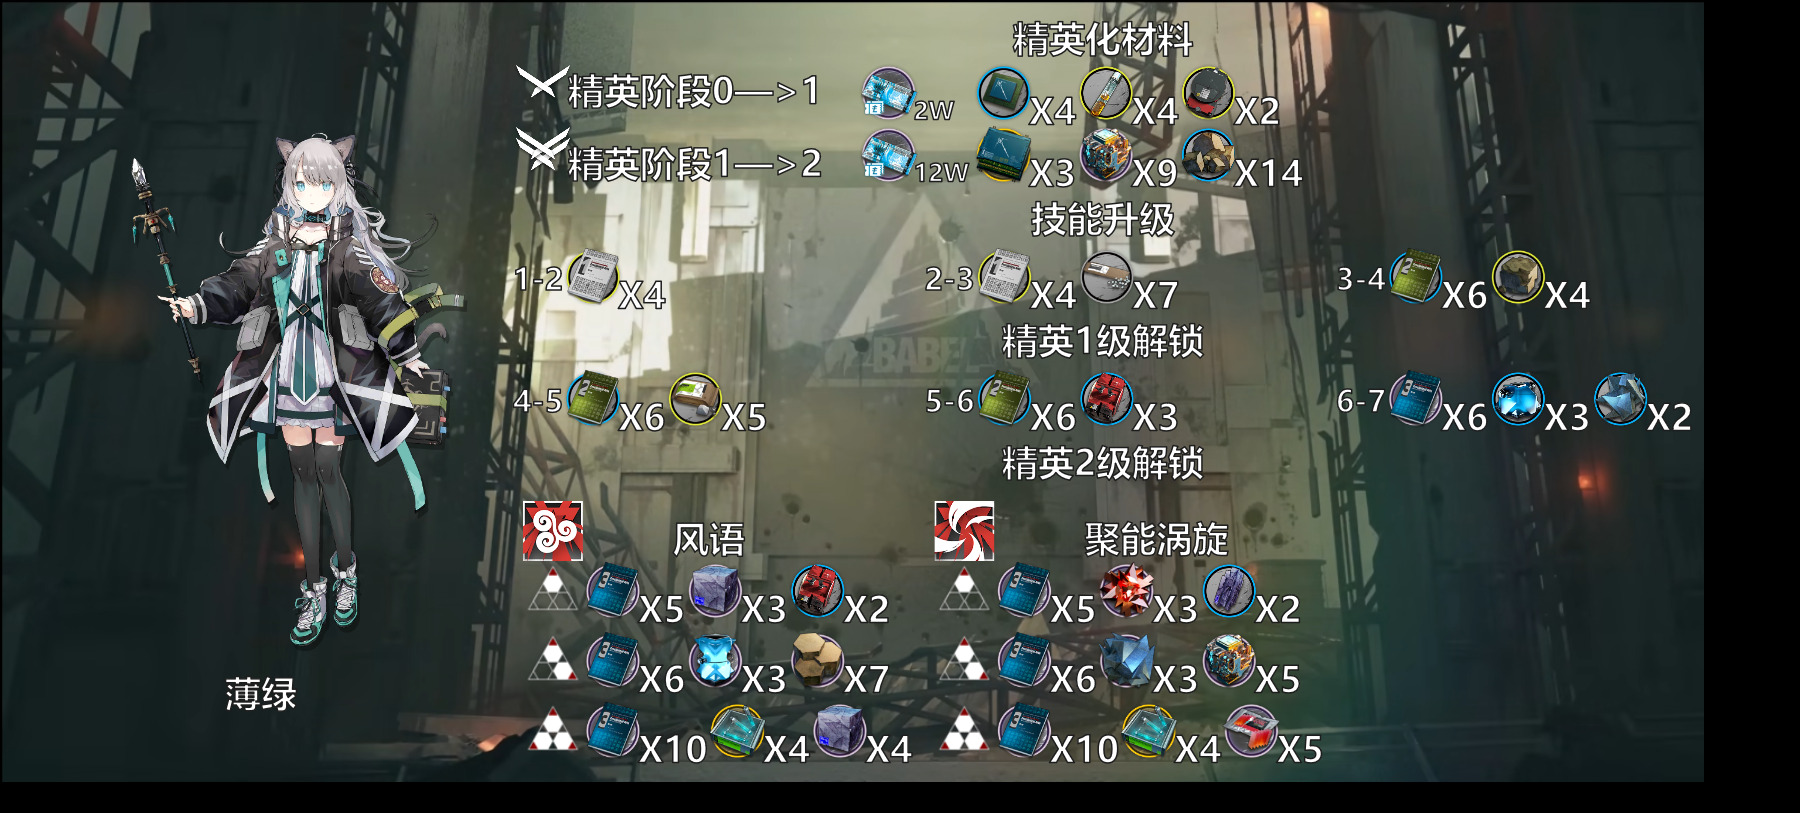 精英化材料
精英阶段0—>1 2W X4 X4 X2
精英阶段1—>2 12W X3 X9 X14
技能升级
1-2 X4 2-3 X4 X7 3-4 X6 X4
精英1级解锁
BABEL
4-5 X6 X5 5-6 X6 X3 6-7 X6 X3 X2
精英2级解锁
风语 聚能涡旋
X5 X3 X2 X5 X3 X2
X6 X3 X7 X6 X3 X5
薄绿
X10 X4 X4 X10 X4 X5